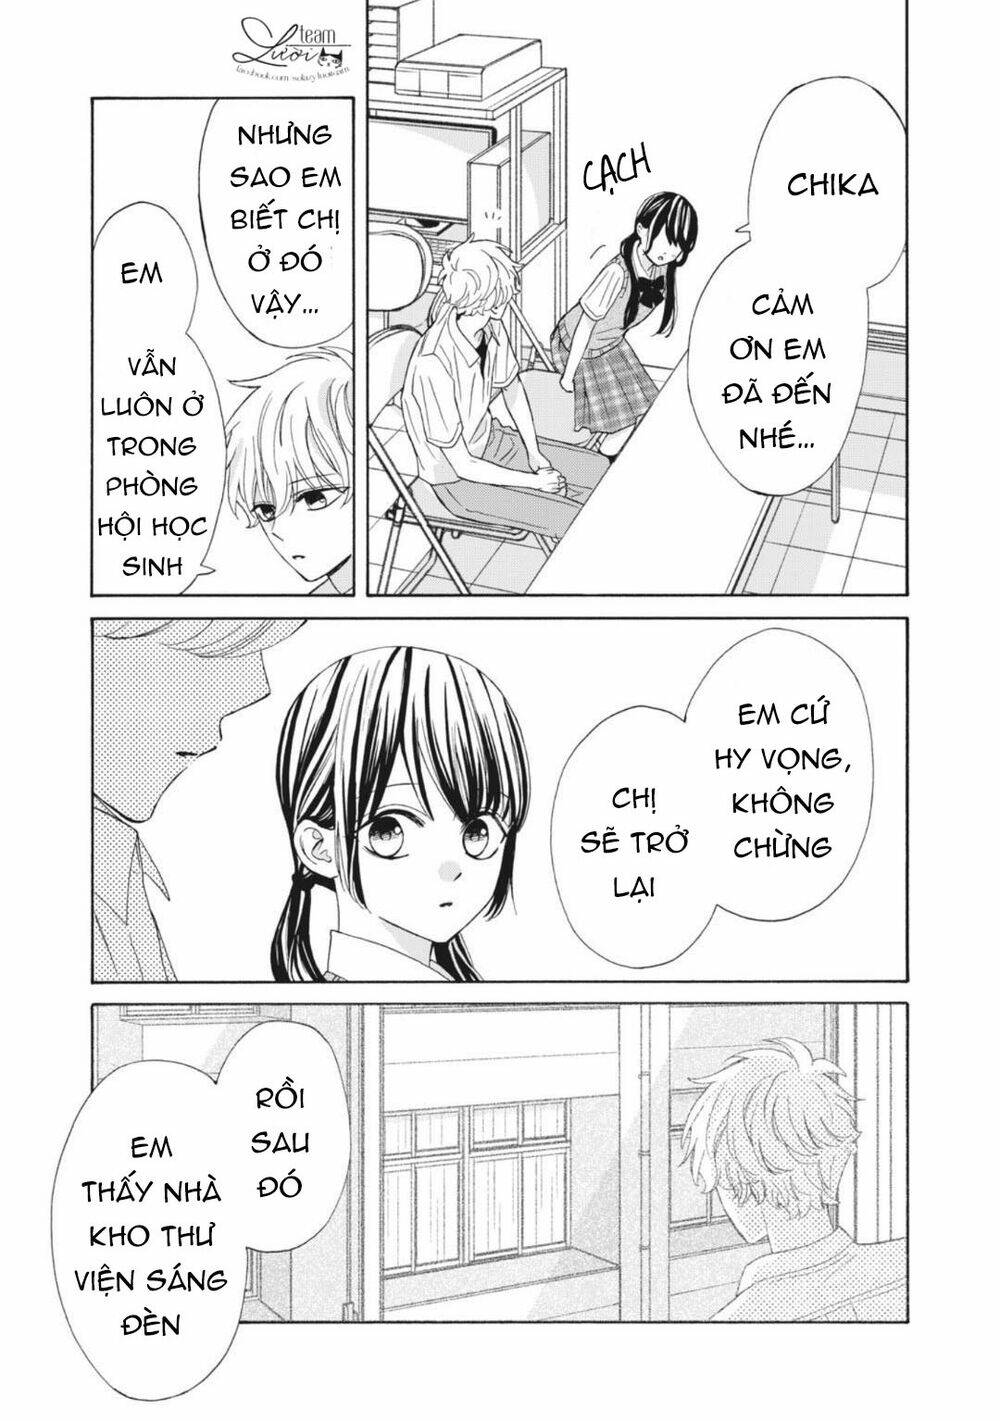 team
Lười
CHIKA
CẢM
ƠN EM
ĐÃ ĐẾN
NHÉ...
CẠCH
NHƯNG
SAO EM
BIẾT CHỊ
Ở ĐÓ
VẬY...
EM
VẪN
LUÔN Ở
TRONG
PHÒNG
HỘI HỌC
SINH
EM CỨ
HY VỌNG,
KHÔNG
CHỪNG
CHỊ
SẼ TRỞ
LẠI
RỒI
SAU
ĐÓ
EM
THẤY NHÀ
KHO THƯ
VIỆN SÁNG
ĐÈN